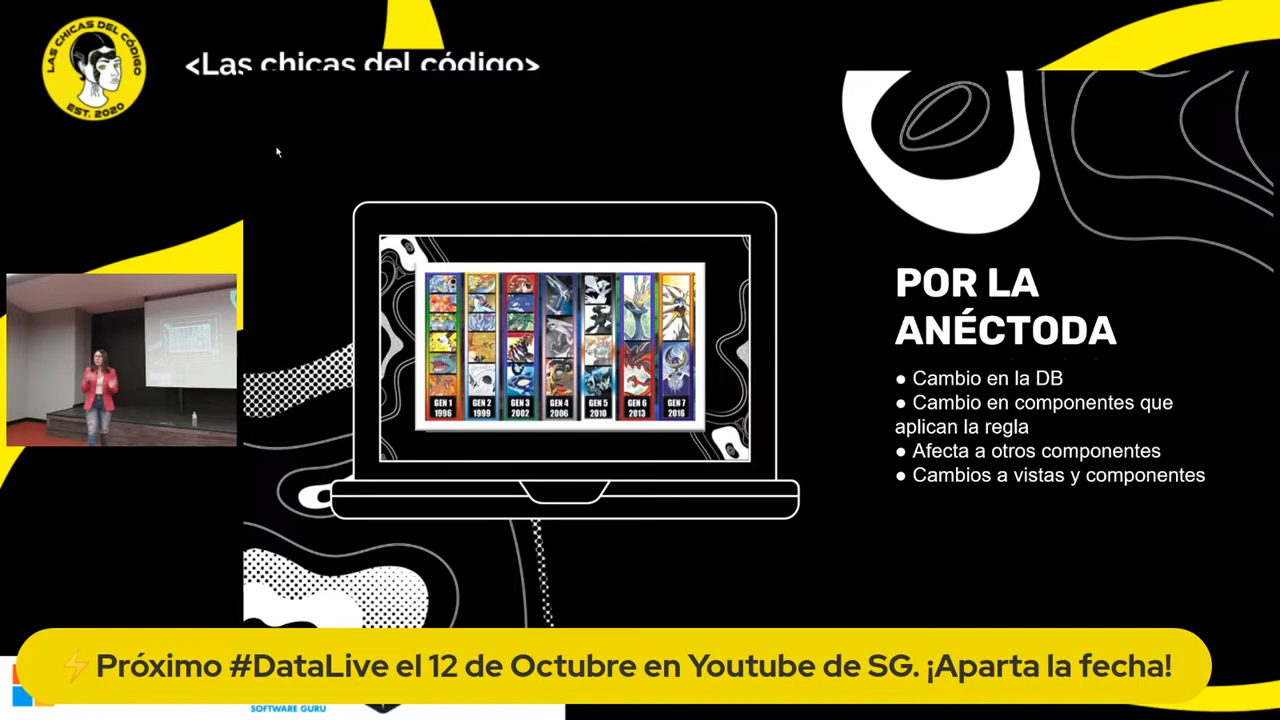 LAS CHICAS DEL CÓDIGO
EST. 2020
<Las chicas del código>
GEN 1 1996
GEN 2 1999
GEN 3 2002
GEN 4 2006
GEN 5 2010
GEN 6 2013
GEN 7 2016
POR LA
ANÉCTODA
● Cambio en la DB
● Cambio en componentes que
aplican la regla
● Afecta a otros componentes
● Cambios a vistas y componentes
⚡ Próximo #DataLive el 12 de Octubre en Youtube de SG. ¡Aparta la fecha!
SOFTWARE GURU